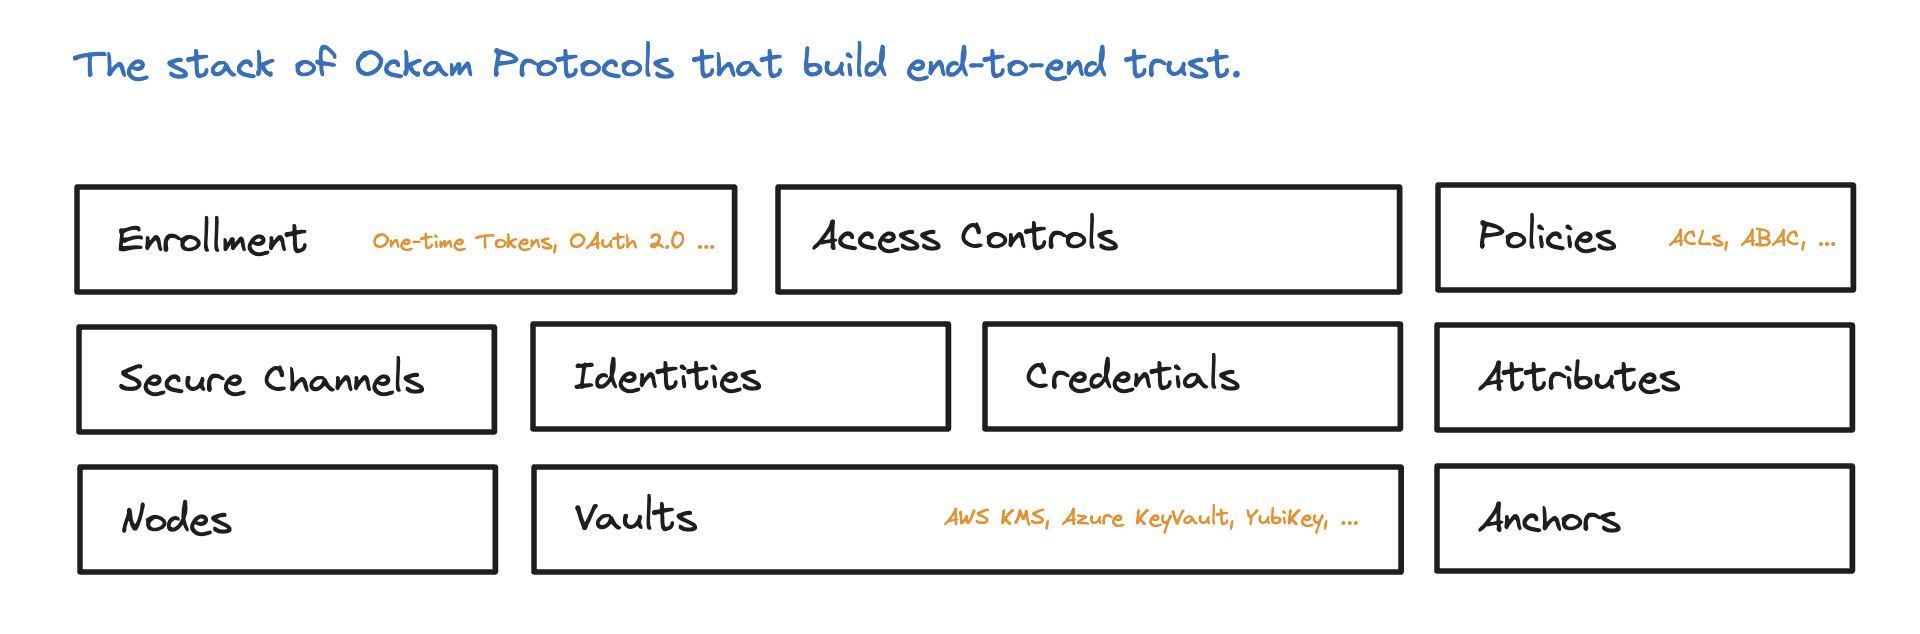 The stack of Ockam Protocols that build end-to-end trust.
Enrollment One-time Tokens, OAuth 2.0 ...
Access Controls
Policies ACLs, ABAC, ...
Secure Channels
Identities
Credentials
Attributes
Nodes
Vaults AWS KMS, Azure KeyVault, YubiKey, ...
Anchors